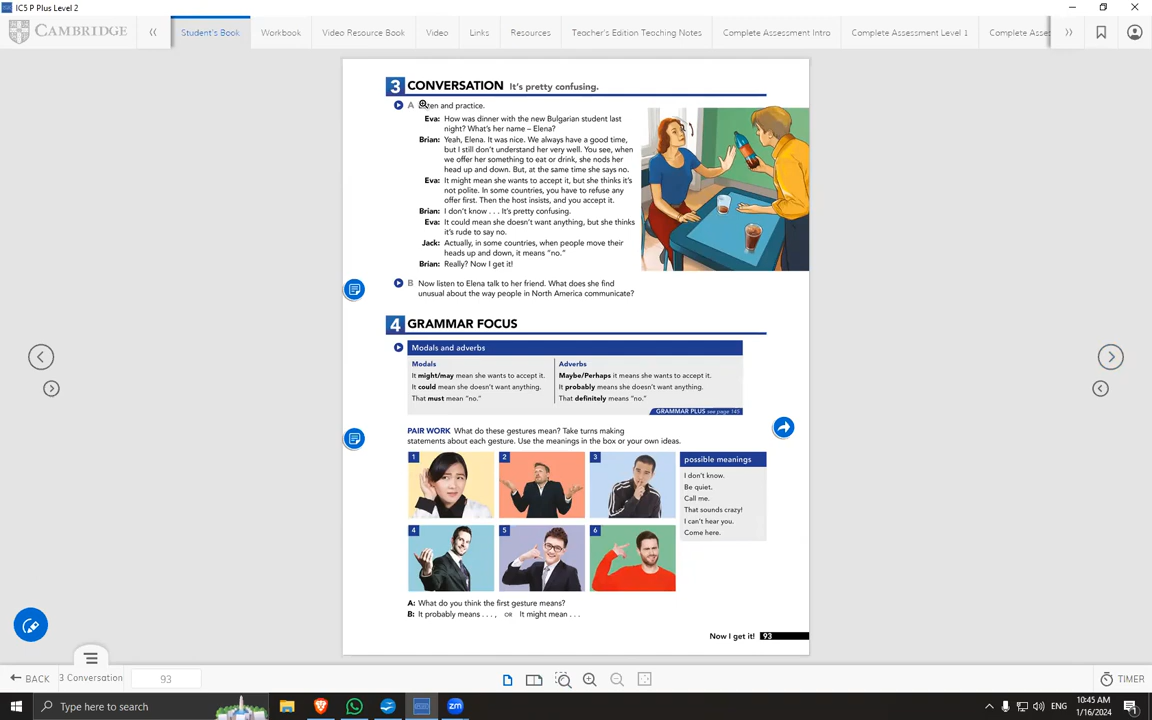 IC5 P Plus Level 2
CAMBRIDGE
Student's Book
Workbook
Video Resource Book
Video
Links
Resources
Teacher's Edition Teaching Notes
Complete Assessment Intro
Complete Assessment Level 1
Complete Asses
3 CONVERSATION It's pretty confusing.
A ten and practice.
Eva: How was dinner with the new Bulgarian student last
night? What's her name – Elena?
Brian: Yeah, Elena. It was nice. We always have a good time,
but I still don't understand her very well. You see, when
we offer her something to eat or drink, she nods her
head up and down. But, at the same time she says no.
Eva: It might mean she wants to accept it, but she thinks it's
not polite. In some countries, you have to refuse any
offer first. Then the host insists, and you accept it.
Brian: I don't know . . . It's pretty confusing.
Eva: It could mean she doesn't want anything, but she thinks
it's rude to say no.
Jack: Actually, in some countries, when people move their
heads up and down, it means "no."
Brian: Really? Now I get it!
B Now listen to Elena talk to her friend. What does she find
unusual about the way people in North America communicate?
4 GRAMMAR FOCUS
Modals and adverbs
Modals
It might/may mean she wants to accept it.
It could mean she doesn't want anything.
That must mean "no."
Adverbs
Maybe/Perhaps it means she wants to accept it.
It probably means she doesn't want anything.
That definitely means "no."
GRAMMAR PLUS see page 145
PAIR WORK What do these gestures mean? Take turns making
statements about each gesture. Use the meanings in the box or your own ideas.
1
2
3
4
5
6
possible meanings
I don't know.
Be quiet.
Call me.
That sounds crazy!
I can't hear you.
Come here.
A: What do you think the first gesture means?
B: It probably means . . . , OR It might mean . . .
Now I get it! 93
BACK
3 Conversation
93
TIMER
Type here to search
ENG
10:45 AM
1/16/2024